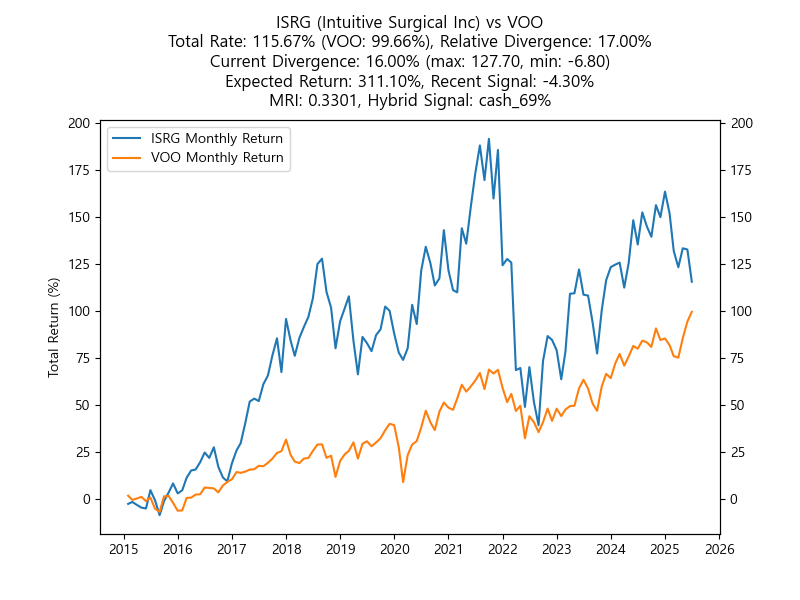 ISRG (Intuitive Surgical Inc) vs VOO
Total Rate: 115.67% (VOO: 99.66%), Relative Divergence: 17.00%
Current Divergence: 16.00% (max: 127.70, min: -6.80)
Expected Return: 311.10%, Recent Signal: -4.30%
MRI: 0.3301, Hybrid Signal: cash_69%
ISRG Monthly Return
VOO Monthly Return
Total Return (%)
200
175
150
125
100
75
50
25
0
200
175
150
125
100
75
50
25
0
2015 2016 2017 2018 2019 2020 2021 2022 2023 2024 2025 2026